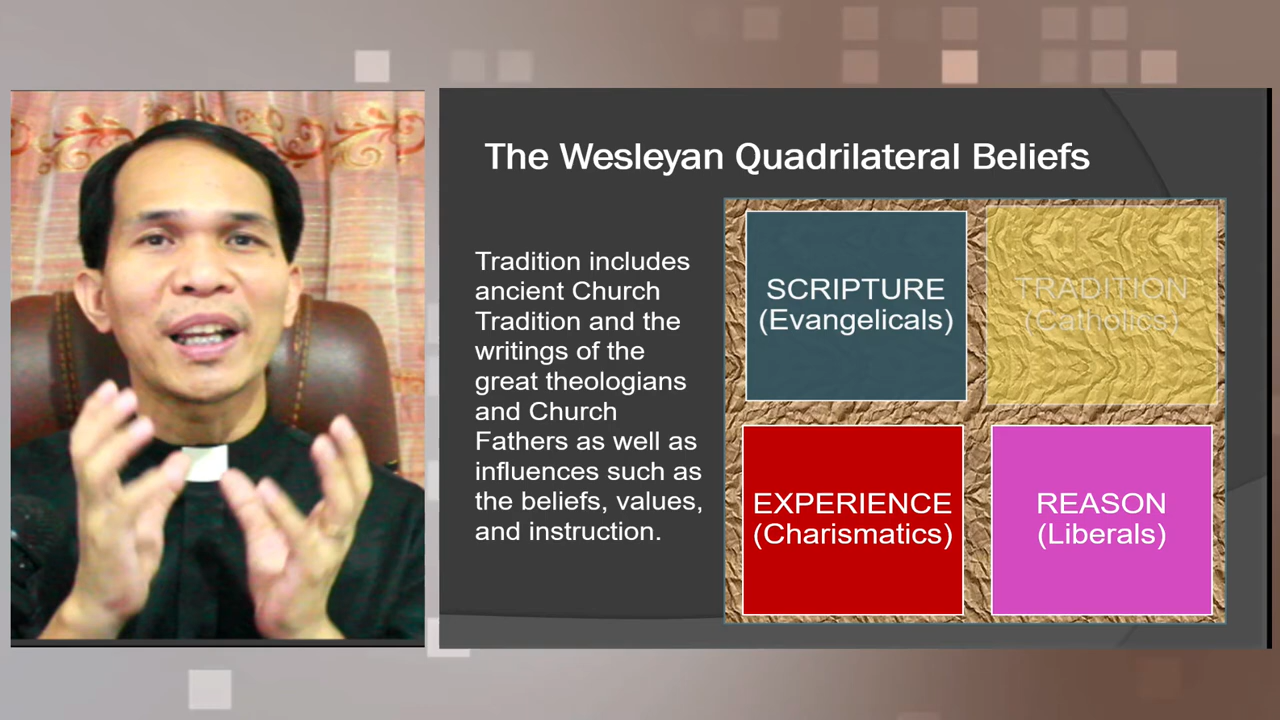 The Wesleyan Quadrilateral Beliefs
Tradition includes
ancient Church
Tradition and the
writings of the
great theologians
and Church
Fathers as well as
influences such as
the beliefs, values,
and instruction.
SCRIPTURE
(Evangelicals)
TRADITION
(Catholics)
EXPERIENCE
(Charismatics)
REASON
(Liberals)